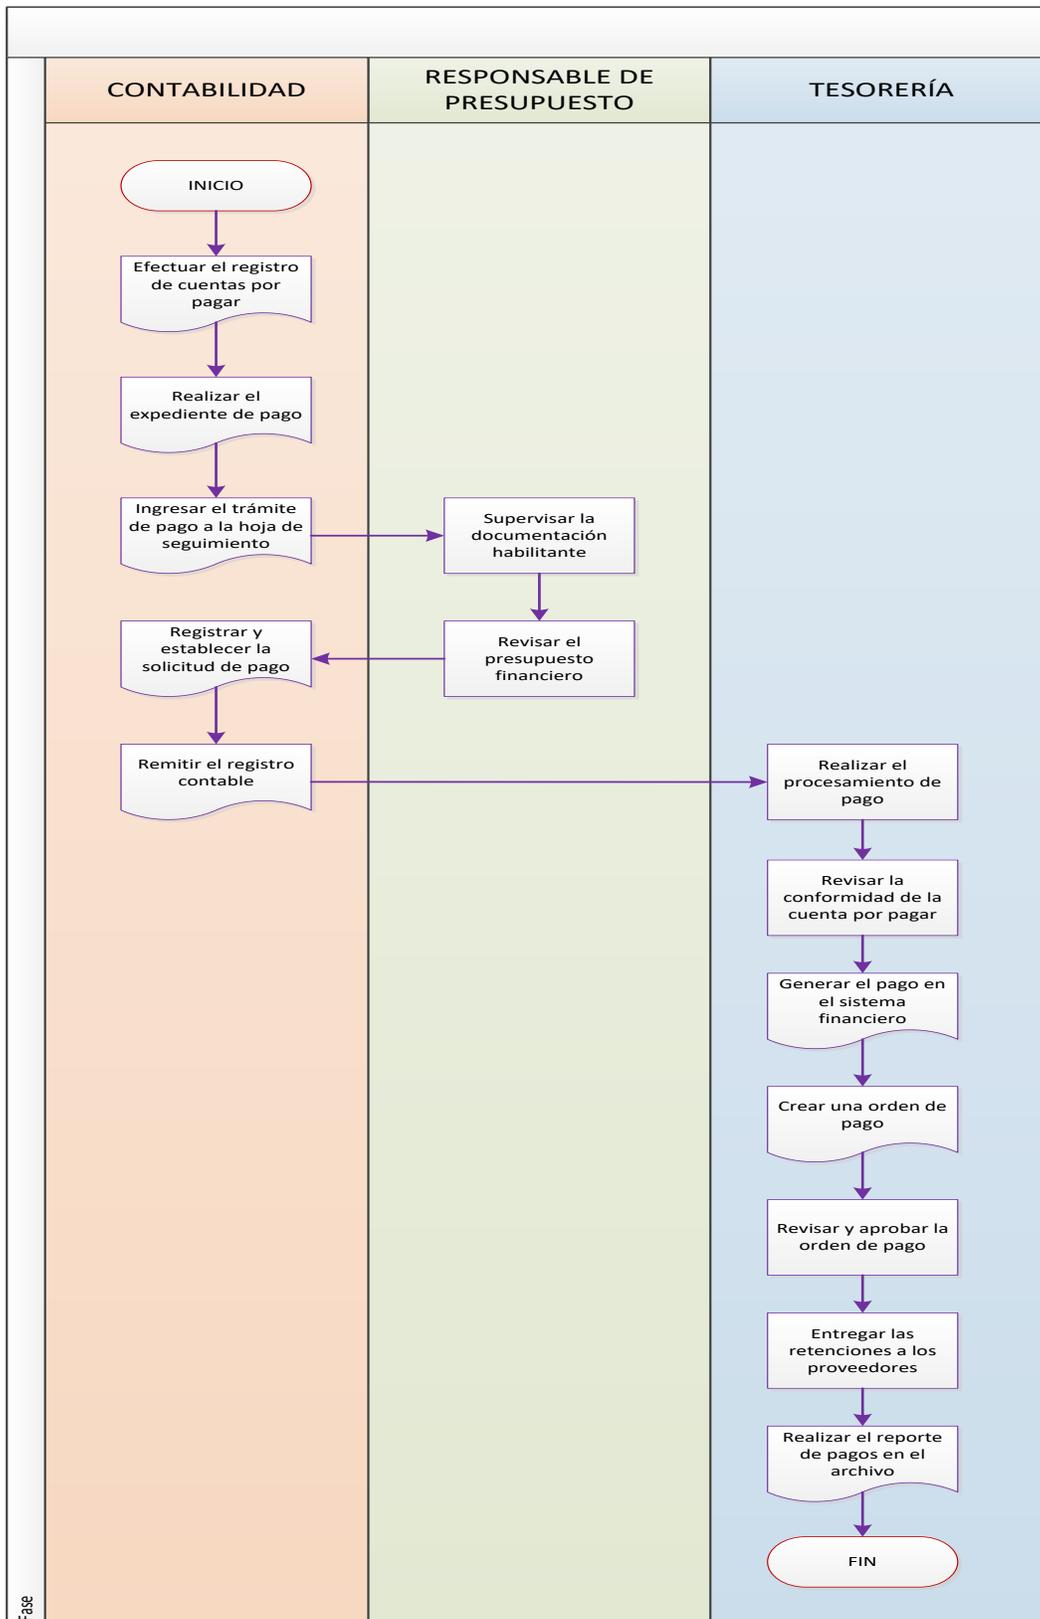 CONTABILIDAD
RESPONSABLE DE
PRESUPUESTO
TESORERÍA
INICIO
Efectuar el registro
de cuentas por
pagar
Realizar el
expediente de pago
Ingresar el trámite
de pago a la hoja de
seguimiento
Supervisar la
documentación
habilitante
Revisar el
presupuesto
financiero
Registrar y
establecer la
solicitud de pago
Remitir el registro
contable
Realizar el
procesamiento de
pago
Revisar la
conformidad de la
cuenta por pagar
Generar el pago en
el sistema
financiero
Crear una orden de
pago
Revisar y aprobar la
orden de pago
Entregar las
retenciones a los
proveedores
Realizar el reporte
de pagos en el
archivo
FIN
Fase